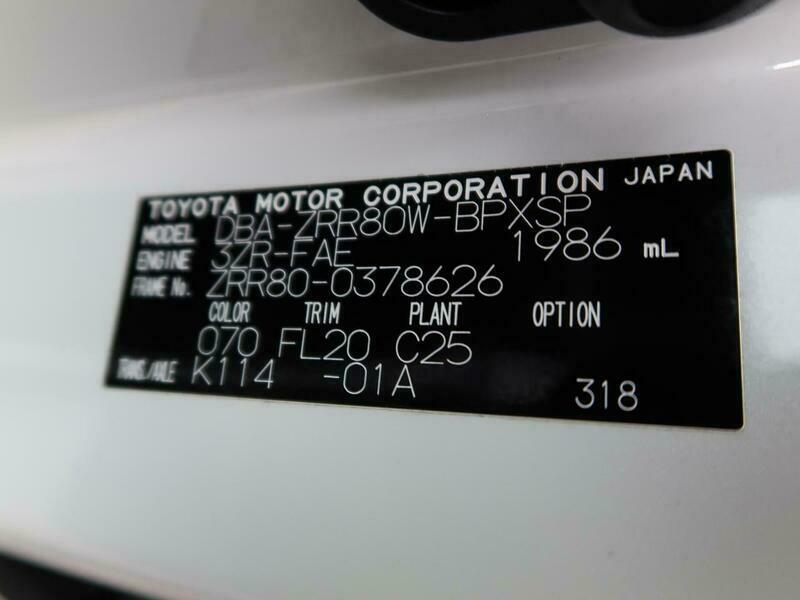 TOYOTA MOTOR CORPORATION JAPAN
MODEL DBA-ZRR80W-BPXSP
ENGINE 3ZR-FAE 1986 mL
FRAME No. ZRR80-0378626
COLOR TRIM PLANT OPTION
070 FL20 C25
TRANS./AXLE K114 -01A 318